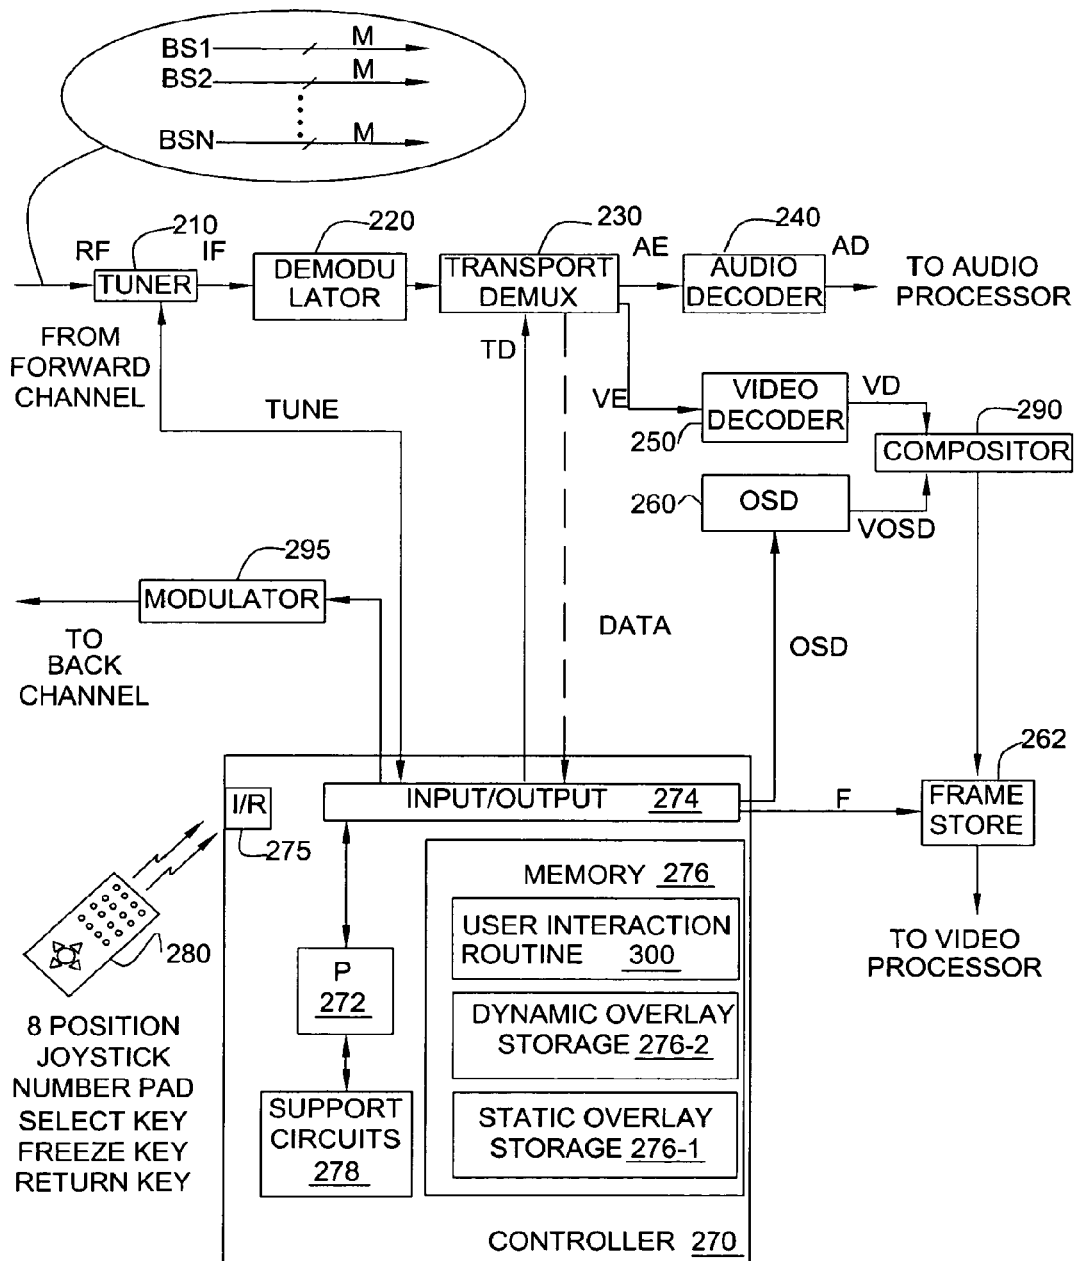 BS1 M
BS2 M
BSN M
210
220
230
240
RF
IF
TUNER
DEMODU
LATOR
TRANSPORT
DEMUX
AE
AUDIO
DECODER
AD
TO AUDIO
PROCESSOR
FROM
FORWARD
CHANNEL
TUNE
TD
VE
VIDEO
DECODER
250
VD
290
COMPOSITOR
260
OSD
VOSD
295
MODULATOR
TO
BACK
CHANNEL
DATA
OSD
262
FRAME
STORE
F
INPUT/OUTPUT 274
I/R
275
280
MEMORY 276
USER INTERACTION
ROUTINE 300
DYNAMIC OVERLAY
STORAGE 276-2
STATIC OVERLAY
STORAGE 276-1
P
272
SUPPORT
CIRCUITS
278
TO VIDEO
PROCESSOR
8 POSITION
JOYSTICK
NUMBER PAD
SELECT KEY
FREEZE KEY
RETURN KEY
CONTROLLER 270